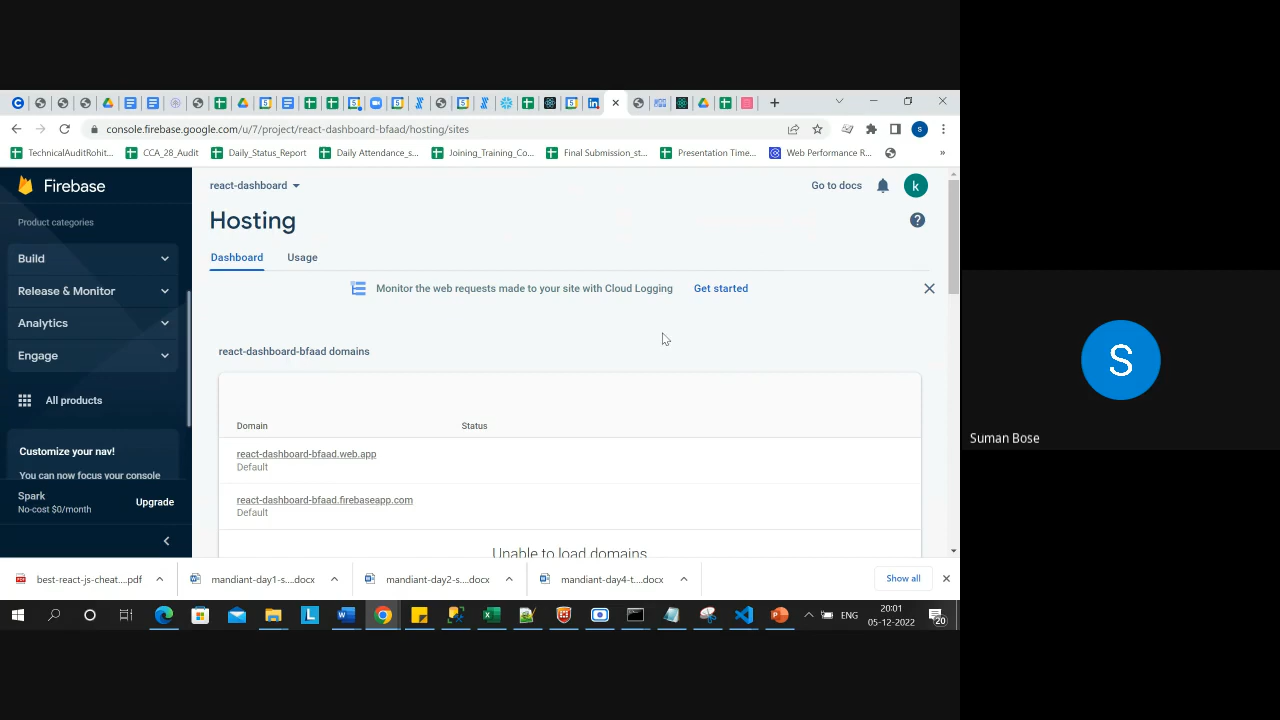 console.firebase.google.com/u/7/project/react-dashboard-bfaad/hosting/sites
TechnicalAuditRohit...
CCA_28_Audit
Daily_Status_Report
Daily Attendance_s...
Joining_Training_Co...
Final Submission_st...
Presentation Time...
Web Performance R...
»
Firebase
Product categories
Build
Release & Monitor
Analytics
Engage
All products
Customize your nav!
You can now focus your console
Spark
No-cost $0/month
Upgrade
react-dashboard
Go to docs
k
Hosting
Dashboard
Usage
Monitor the web requests made to your site with Cloud Logging
Get started
react-dashboard-bfaad domains
Domain
Status
react-dashboard-bfaad.web.app
Default
react-dashboard-bfaad.firebaseapp.com
Default
Unable to load domains
best-react-js-cheat....pdf
mandiant-day1-s....docx
mandiant-day2-s....docx
mandiant-day4-t....docx
Show all
ENG
20:01
05-12-2022
20
S
Suman Bose